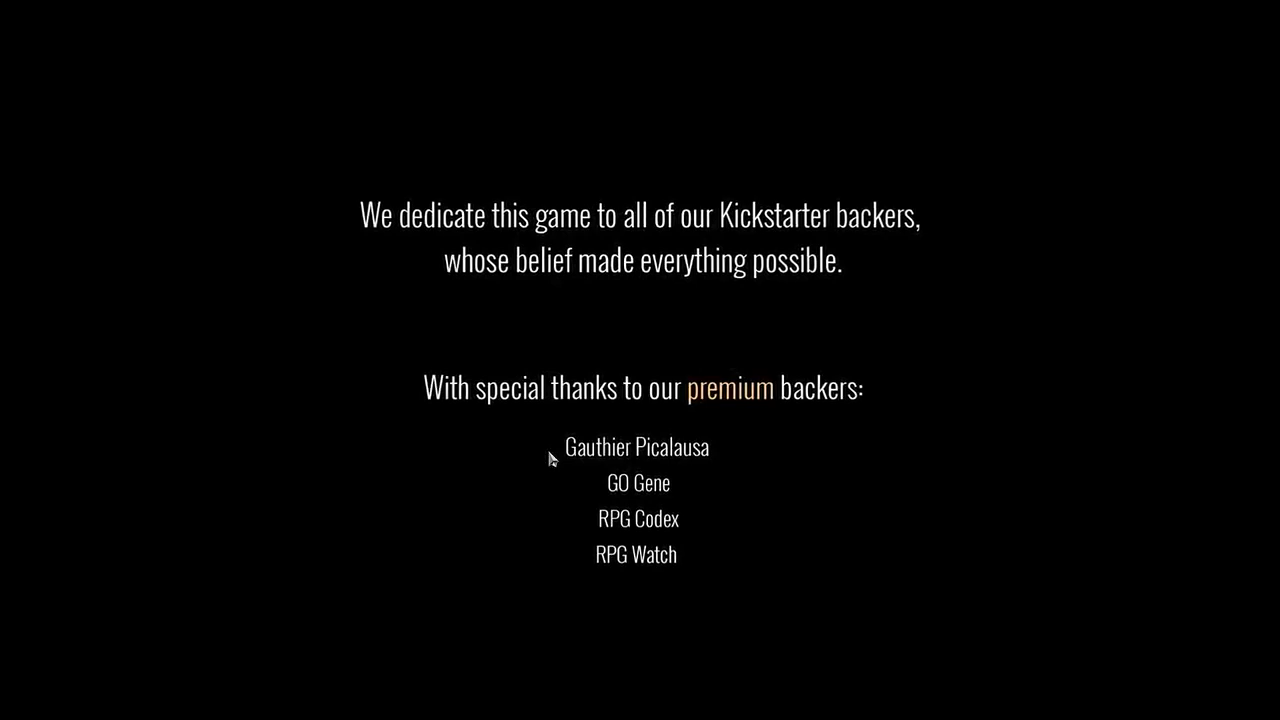 We dedicate this game to all of our Kickstarter backers,
whose belief made everything possible.
With special thanks to our premium backers:
Gauthier Picalausa
GO Gene
RPG Codex
RPG Watch